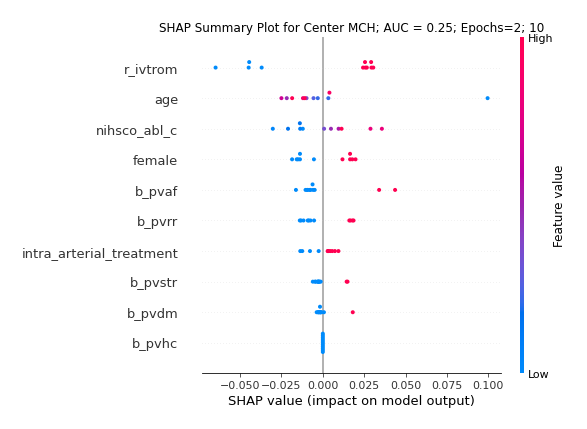 SHAP Summary Plot for Center MCH; AUC = 0.25; Epochs=2; 10
High
r_ivtrom
age
nihsco_abl_c
female
b_pvaf
b_pvrr
intra_arterial_treatment
b_pvstr
b_pvdm
b_pvhc
Feature value
Low
−0.050 −0.025 0.000 0.025 0.050 0.075 0.100
SHAP value (impact on model output)